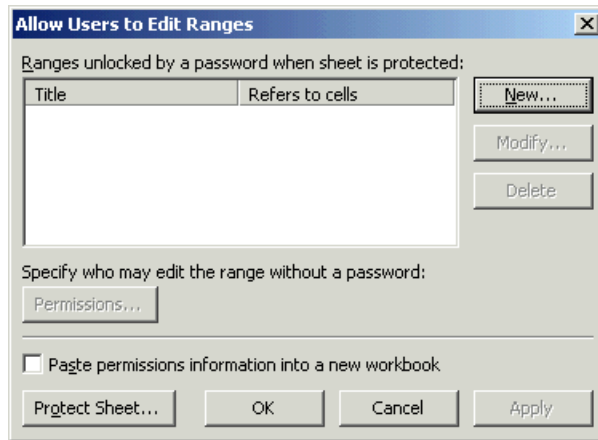 Allow Users to Edit Ranges
Ranges unlocked by a password when sheet is protected:
Title Refers to cells
New...
Modify...
Delete
Specify who may edit the range without a password:
Permissions...
Paste permissions information into a new workbook
Protect Sheet... OK Cancel Apply